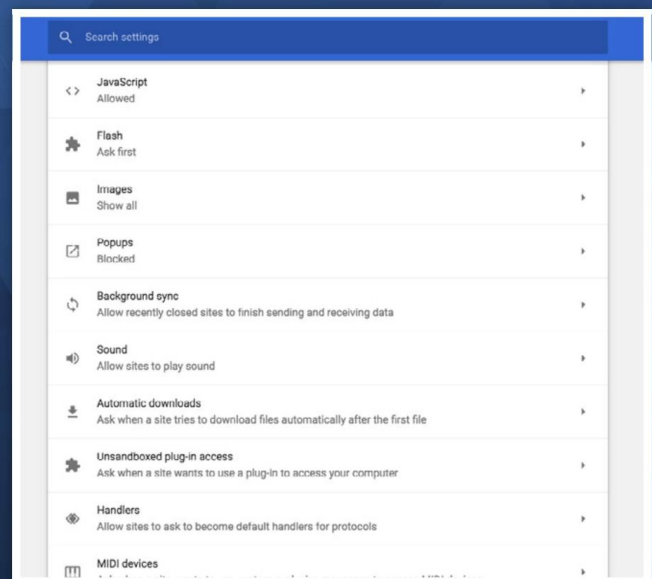 Search settings
JavaScript
Allowed
Flash
Ask first
Images
Show all
Popups
Blocked
Background sync
Allow recently closed sites to finish sending and receiving data
Sound
Allow sites to play sound
Automatic downloads
Ask when a site tries to download files automatically after the first file
Unsandboxed plug-in access
Ask when a site wants to use a plug-in to access your computer
Handlers
Allow sites to ask to become default handlers for protocols
MIDI devices